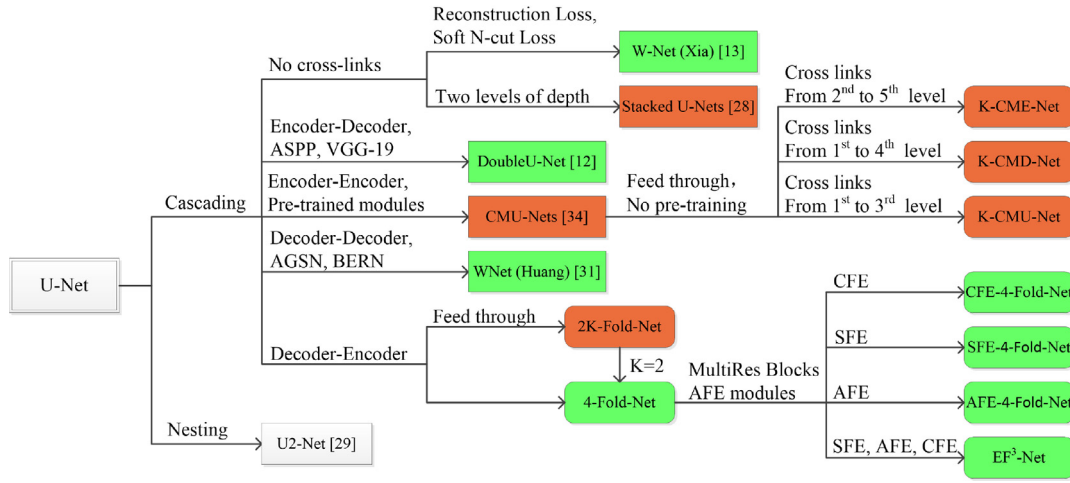 Reconstruction Loss,
Soft N-cut Loss
W-Net (Xia) [13]
No cross-links
Two levels of depth
Stacked U-Nets [28]
Cross links
From 2nd to 5th level
K-CME-Net
Encoder-Decoder,
ASPP, VGG-19
DoubleU-Net [12]
Cross links
From 1st to 4th level
K-CMD-Net
Cascading
Encoder-Encoder,
Pre-trained modules
CMU-Nets [34]
Feed through,
No pre-training
Cross links
From 1st to 3rd level
K-CMU-Net
Decoder-Decoder,
AGSN, BERN
WNet (Huang) [31]
U-Net
Feed through
2K-Fold-Net
Decoder-Encoder
K=2
4-Fold-Net
MultiRes Blocks
AFE modules
CFE
CFE-4-Fold-Net
SFE
SFE-4-Fold-Net
AFE
AFE-4-Fold-Net
SFE, AFE, CFE
EF³-Net
Nesting
U2-Net [29]